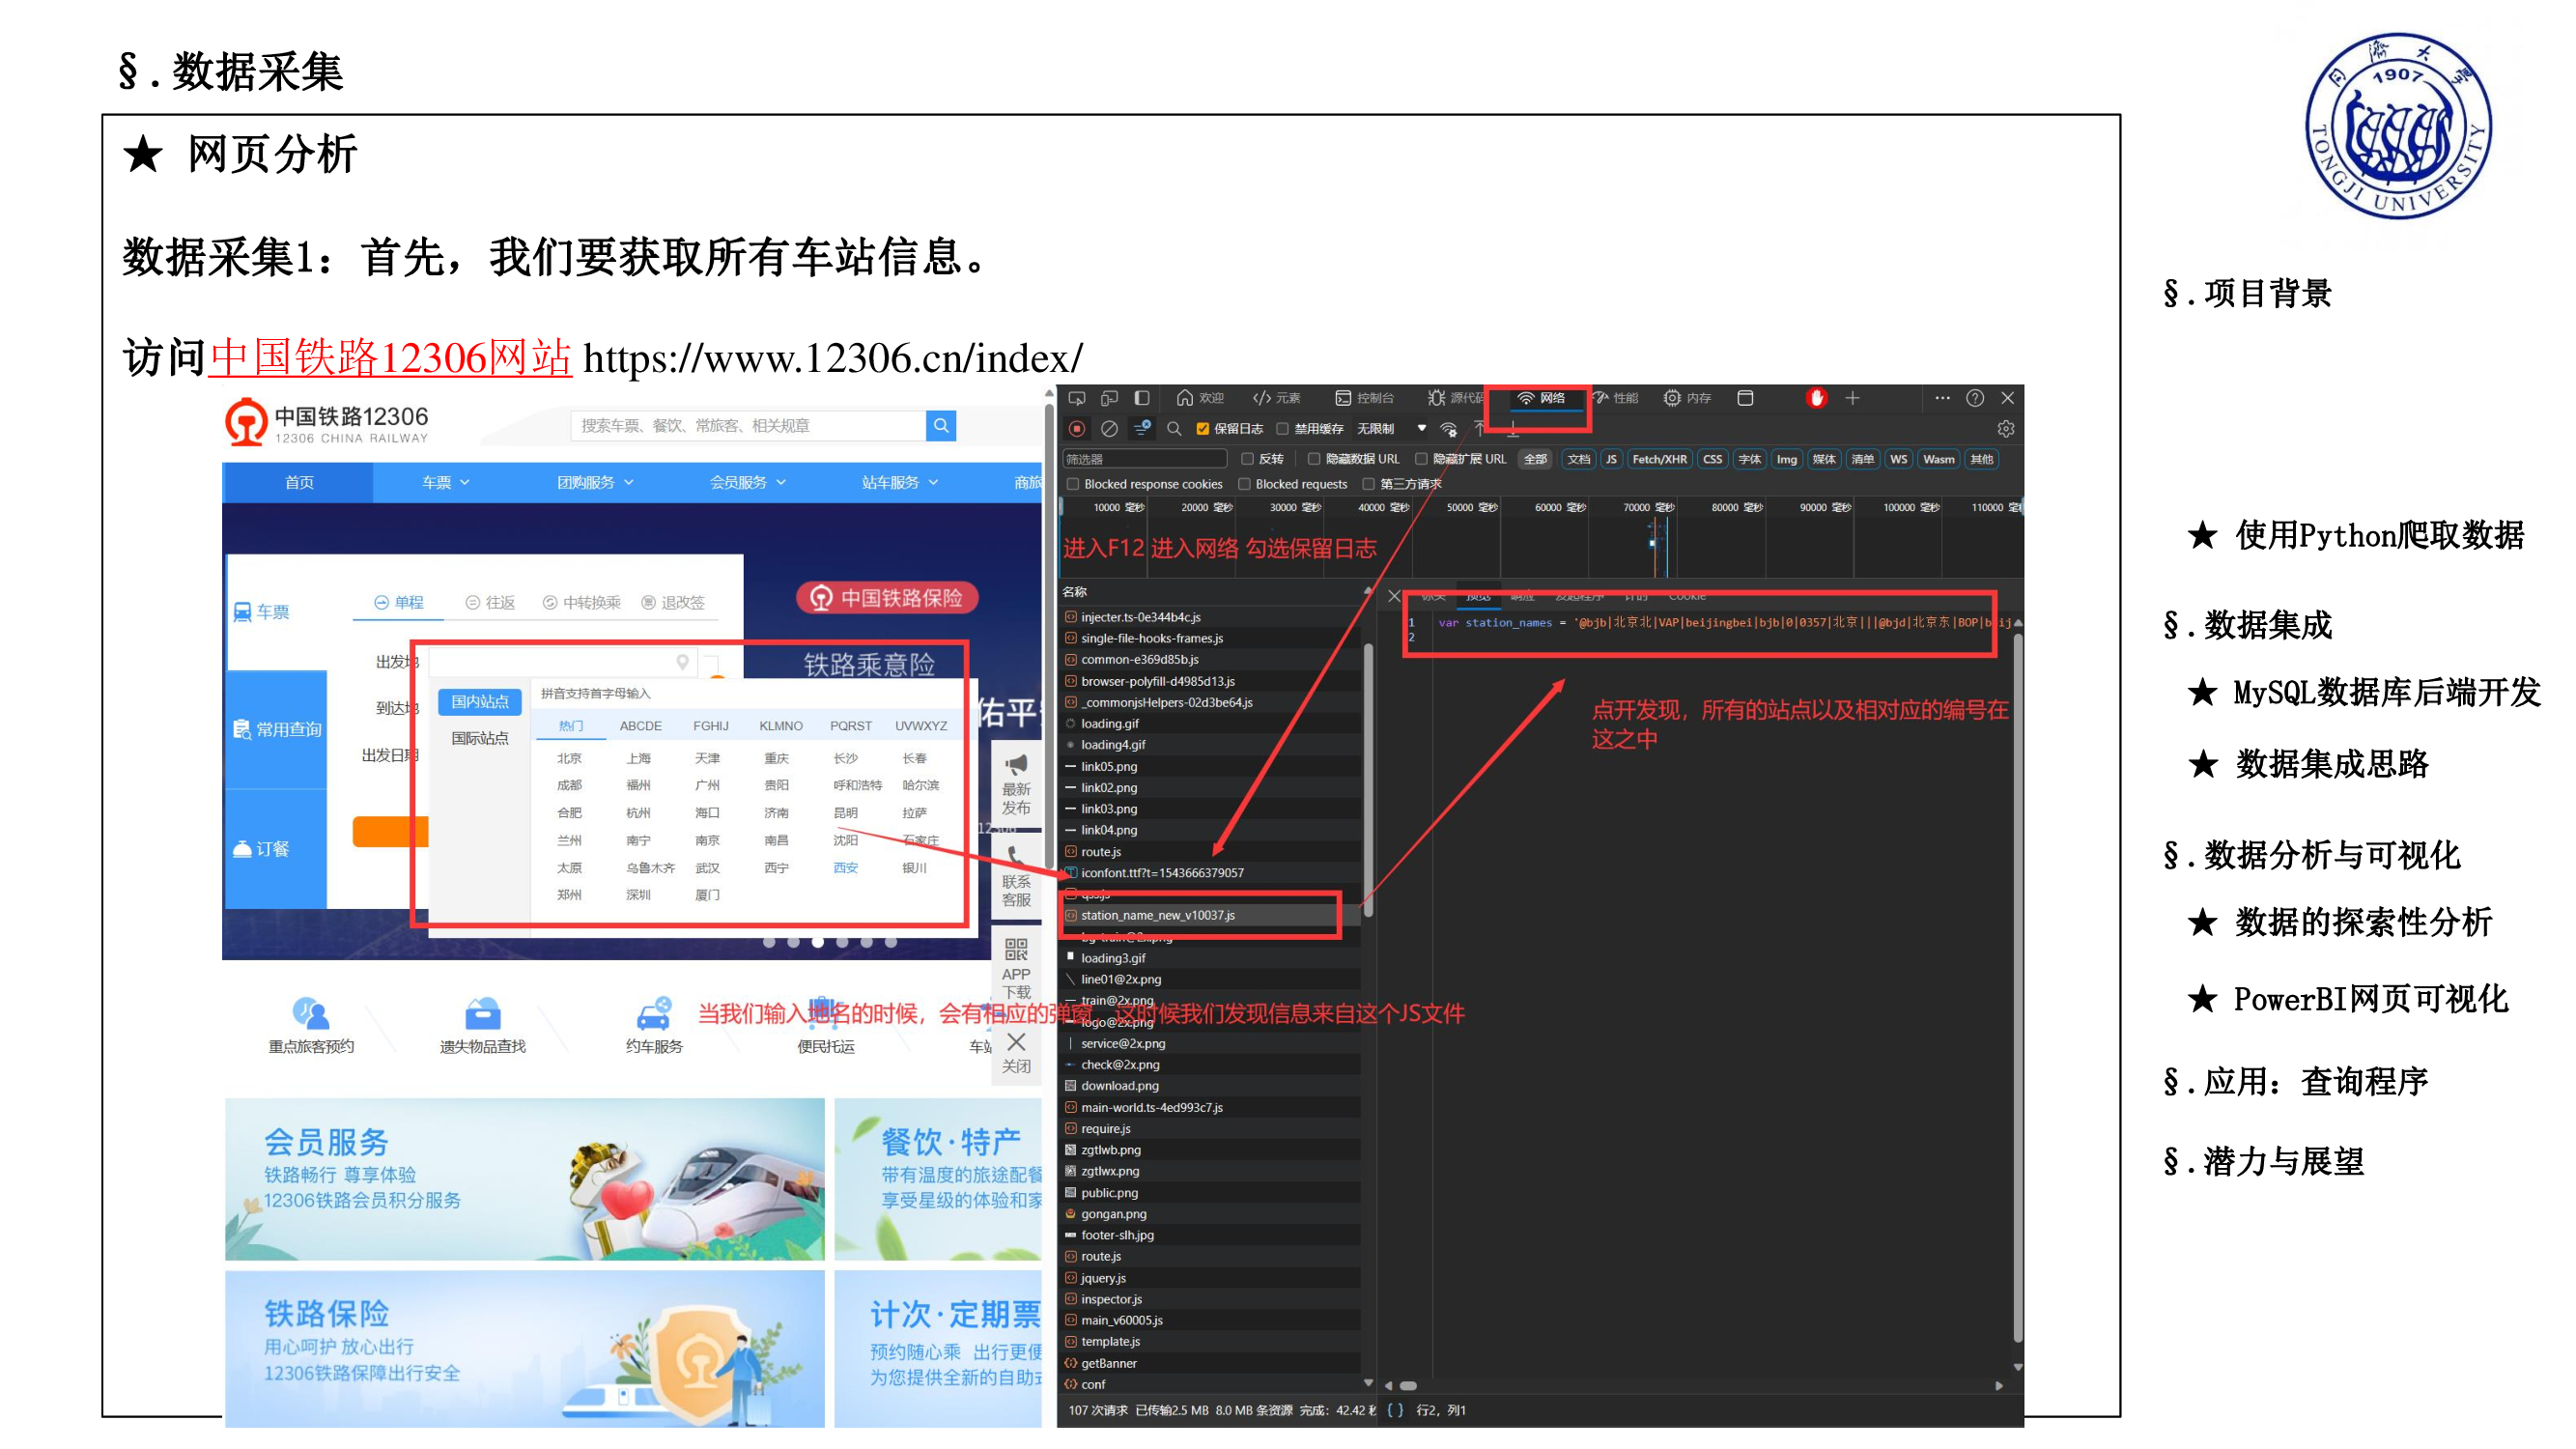 §.数据采集
★ 网页分析
数据采集1：首先，我们要获取所有车站信息。
访问中国铁路12306网站 https://www.12306.cn/index/
中国铁路12306
12306 CHINA RAILWAY
搜索车票、餐饮、常旅客、相关规章
首页 车票 团购服务 会员服务 站车服务 商旅
车票
常用查询
订餐
单程 往返 中转换乘 退改签
出发地
到达地
出发日期
国内站点
国际站点
拼音支持首字母输入
热门 ABCDE FGHIJ KLMNO PQRST UVWXYZ
北京 上海 天津 重庆 长沙 长春
成都 福州 广州 贵阳 呼和浩特 哈尔滨
合肥 杭州 海口 济南 昆明 拉萨
兰州 南宁 南京 南昌 沈阳 石家庄
太原 乌鲁木齐 武汉 西宁 西安 银川
郑州 深圳 厦门
中国铁路保险
铁路乘意险
佑平
12306
最新
发布
联系
客服
APP
下载
关闭
当我们输入地名的时候，会有相应的弹窗，这时候我们发现信息来自这个JS文件
重点旅客预约 遗失物品查找 约车服务 便民托运 车站
会员服务
铁路畅行 尊享体验
12306铁路会员积分服务
餐饮·特产
带有温度的旅途配餐
享受星级的体验和家
铁路保险
用心呵护 放心出行
12306铁路保障出行安全
计次·定期票
预约随心乘 出行更便
为您提供全新的自助
欢迎 </> 元素 控制台 源代码 网络 性能 内存
保留日志 禁用缓存 无限制
筛选器 反转 隐藏数据 URL 隐藏扩展 URL 全部 文档 JS Fetch/XHR CSS 字体 Img 媒体 清单 WS Wasm 其他
Blocked response cookies Blocked requests 第三方请求
10000 毫秒 20000 毫秒 30000 毫秒 40000 毫秒 50000 毫秒 60000 毫秒 70000 毫秒 80000 毫秒 90000 毫秒 100000 毫秒 110000 毫
进入F12 进入网络 勾选保留日志
名称
injecter.ts-0e344b4c.js
single-file-hooks-frames.js
common-e369d85b.js
browser-polyfill-d4985d13.js
_commonjsHelpers-02d3be64.js
loading.gif
loading4.gif
link05.png
link02.png
link03.png
link04.png
route.js
iconfont.ttf?t=1543666379057
qss.js
station_name_new_v10037.js
bg-train@2x.png
loading3.gif
line01@2x.png
train@2x.png
logo@2x.png
service@2x.png
check@2x.png
download.png
main-world.ts-4ed993c7.js
require.js
zgtlwb.png
zgtlwx.png
public.png
gongan.png
footer-slh.jpg
route.js
jquery.js
inspector.js
main_v60005.js
template.js
getBanner
conf
107 次请求 已传输2.5 MB 8.0 MB 条资源 完成: 42.42 秒
标头 预览 响应 发起程序 计时 Cookie
1 var station_names = '@bjb|北京北|VAP|beijingbei|bjb|0|0357|北京|||@bjd|北京东|BOP|beij
2
点开发现，所有的站点以及相对应的编号在
这之中
{ } 行2，列1
同济大学
1907
TONGJI UNIVERSITY
§.项目背景
★ 使用Python爬取数据
§.数据集成
★ MySQL数据库后端开发
★ 数据集成思路
§.数据分析与可视化
★ 数据的探索性分析
★ PowerBI网页可视化
§.应用：查询程序
§.潜力与展望